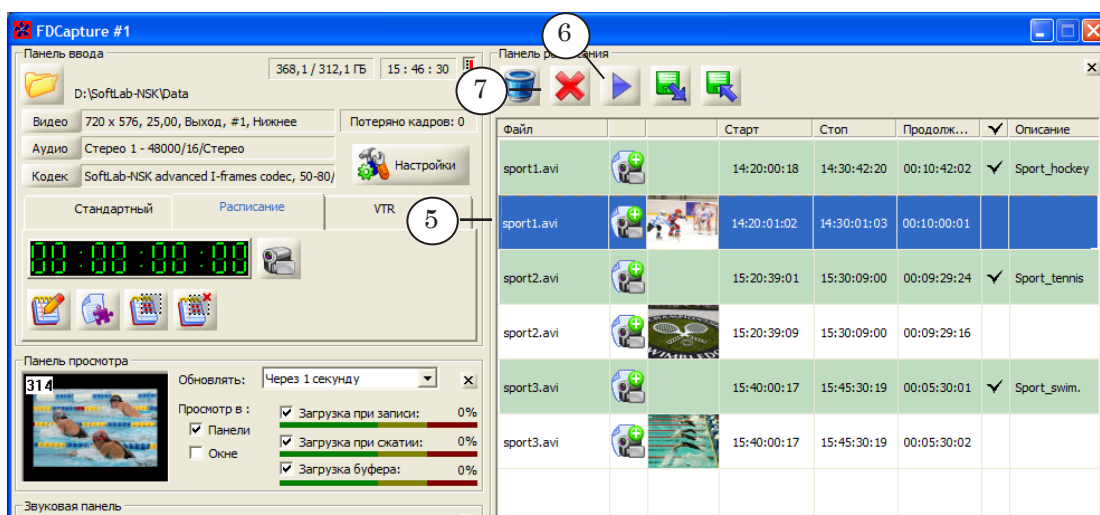 FDCapture #1
Панель ввода
368,1 / 312,1 ГБ 15 : 46 : 30
D:\SoftLab-NSK\Data
Видео 720 x 576, 25,00, Выход, #1, Нижнее Потеряно кадров: 0
Аудио Стерео 1 - 48000/16/Стерео
Кодек SoftLab-NSK advanced I-frames codec, 50-80/
Настройки
Стандартный Расписание VTR
00:00:00:00
Панель просмотра
314
Обновлять: Через 1 секунду
Просмотр в :
Панели
Окне
Загрузка при записи: 0%
Загрузка при сжатии: 0%
Загрузка буфера: 0%
Звуковая панель
5
6
7
Файл Старт Стоп Продолж... Описание
sport1.avi 14:20:00:18 14:30:42:20 00:10:42:02 Sport_hockey
sport1.avi 14:20:01:02 14:30:01:03 00:10:00:01
sport2.avi 15:20:39:01 15:30:09:00 00:09:29:24 Sport_tennis
sport2.avi 15:20:39:09 15:30:09:00 00:09:29:16
sport3.avi 15:40:00:17 15:45:30:19 00:05:30:01 Sport_swim.
sport3.avi 15:40:00:17 15:45:30:19 00:05:30:02